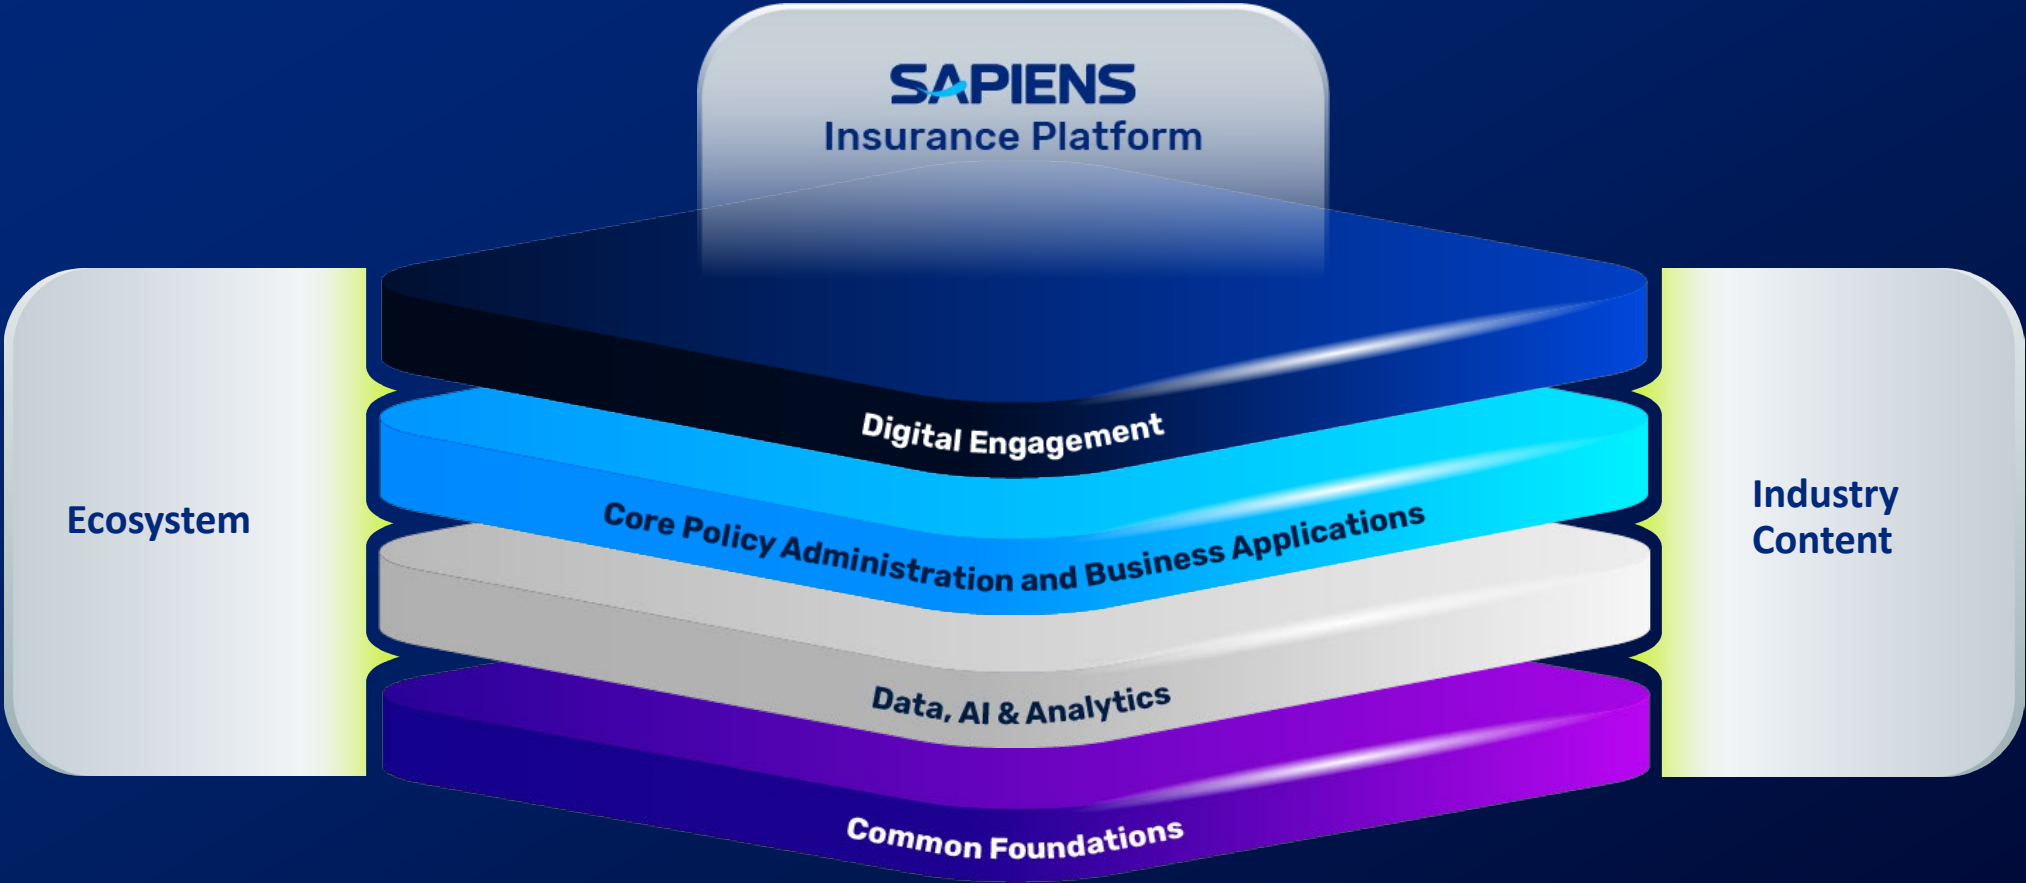 SAPIENS
Insurance Platform
Digital Engagement
Core Policy Administration and Business Applications
Data, AI & Analytics
Common Foundations
Ecosystem
Industry
Content